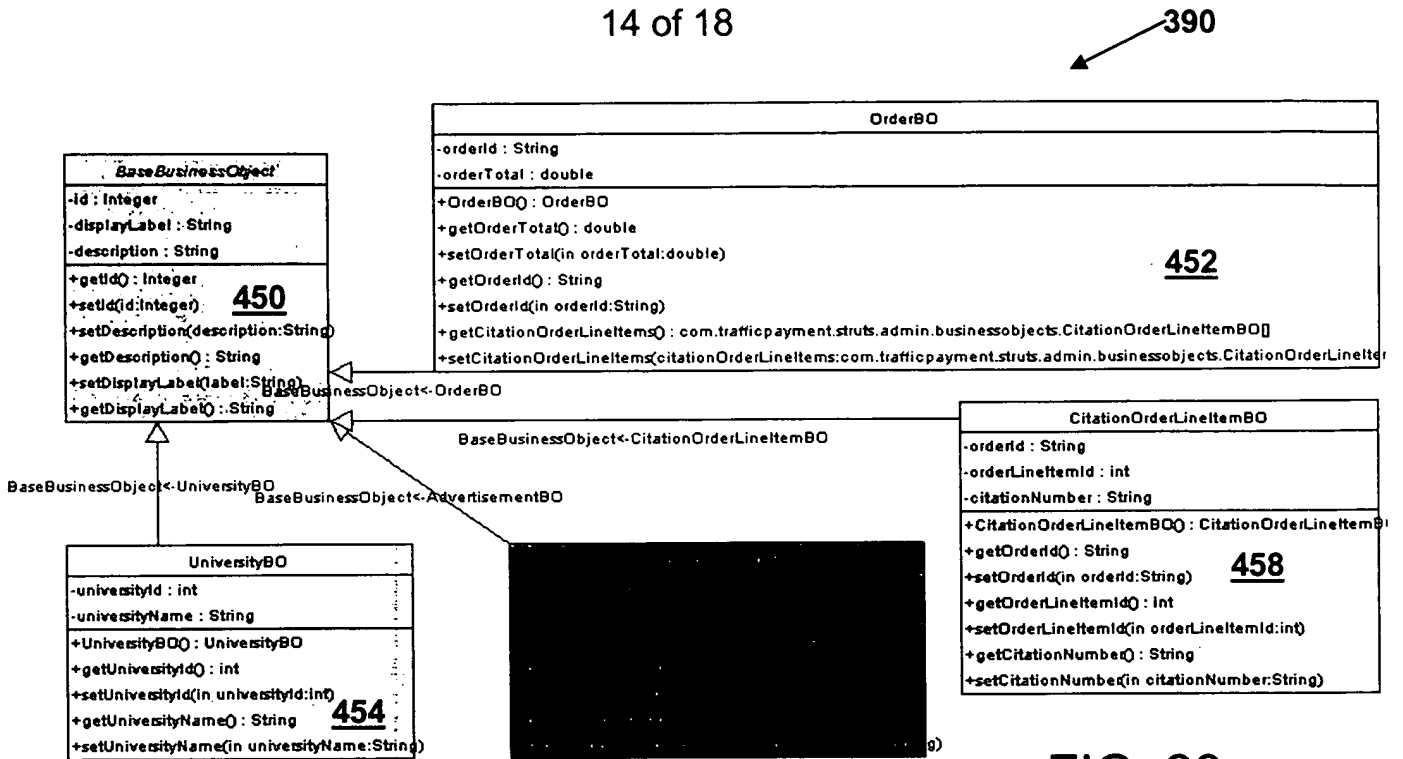 14 of 18
390
OrderBO
-orderId : String
-orderTotal : double
+OrderBO() : OrderBO
+getOrderTotal() : double
+setOrderTotal(in orderTotal:double)
+getOrderId() : String
+setOrderId(in orderId:String)
+getCitationOrderLineItems() : com.trafficpayment.struts.admin.businessobjects.CitationOrderLineItemBO[]
+setCitationOrderLineItems(citationOrderLineItems:com.trafficpayment.struts.admin.businessobjects.CitationOrderLineIter
452
BaseBusinessObject
-id : Integer
-displayLabel : String
-description : String
+getId() : Integer
+setId(id:Integer)
+setDescription(description:String)
+getDescription() : String
+setDisplayLabel(label:String)
+getDisplayLabel() : String
450
BaseBusinessObject<-OrderBO
BaseBusinessObject<-CitationOrderLineItemBO
BaseBusinessObject<-UniversityBO
BaseBusinessObject<-AdvertisementBO
CitationOrderLineItemBO
-orderId : String
-orderLineItemId : int
-citationNumber : String
+CitationOrderLineItemBO() : CitationOrderLineItemB
+getOrderId() : String
+setOrderId(in orderId:String)
+getOrderLineItemId() : int
+setOrderLineItemId(in orderLineItemId:int)
+getCitationNumber() : String
+setCitationNumber(in citationNumber:String)
458
UniversityBO
-universityId : int
-universityName : String
+UniversityBO() : UniversityBO
+getUniversityId() : int
+setUniversityId(in universityId:int)
+getUniversityName() : String
+setUniversityName(in universityName:String)
454
g)